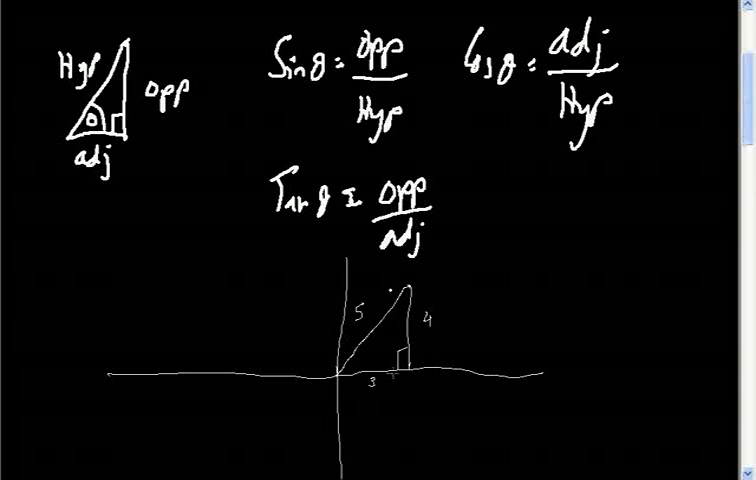 Hyp
Opp
θ
adj
Sin θ = Opp / Hyp
Cos θ = adj / Hyp
Tan θ = Opp / adj
5
4
3